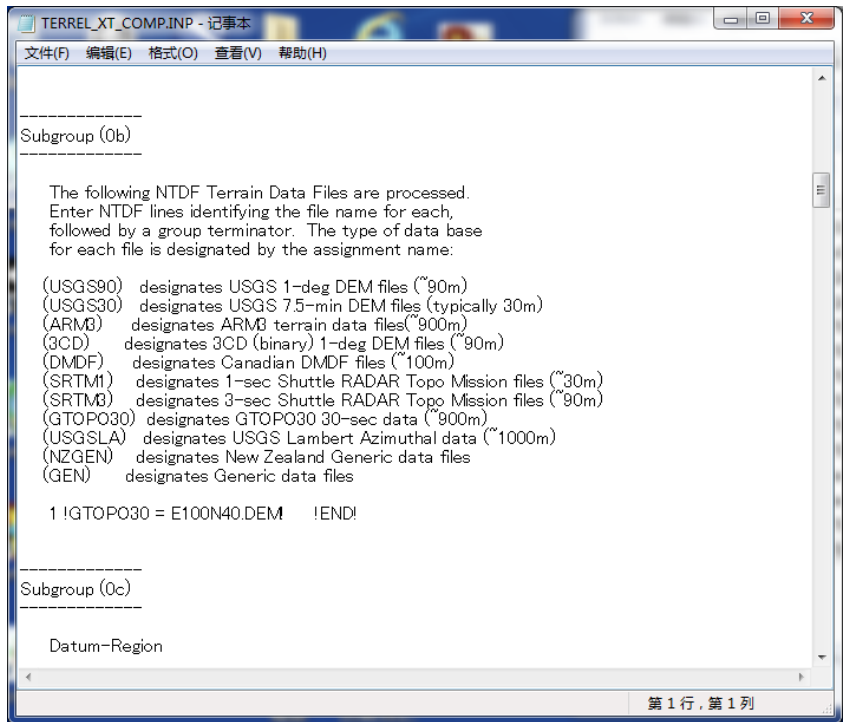 TERREL_XT_COMP.INP - 记事本
文件(F) 编辑(E) 格式(O) 查看(V) 帮助(H)
-------------
Subgroup (0b)
-------------
The following NTDF Terrain Data Files are processed.
Enter NTDF lines identifying the file name for each,
followed by a group terminator. The type of data base
for each file is designated by the assignment name:
(USGS90) designates USGS 1-deg DEM files (~90m)
(USGS30) designates USGS 7.5-min DEM files (typically 30m)
(ARM3) designates ARM3 terrain data files(~900m)
(3CD) designates 3CD (binary) 1-deg DEM files (~90m)
(DMDF) designates Canadian DMDF files (~100m)
(SRTM1) designates 1-sec Shuttle RADAR Topo Mission files (~30m)
(SRTM3) designates 3-sec Shuttle RADAR Topo Mission files (~90m)
(GTOPO30) designates GTOPO30 30-sec data (~900m)
(USGSLA) designates USGS Lambert Azimuthal data (~1000m)
(NZGEN) designates New Zealand Generic data files
(GEN) designates Generic data files
1 !GTOPO30 = E100N40.DEM! !END!
-------------
Subgroup (0c)
-------------
Datum-Region
第 1 行，第 1 列